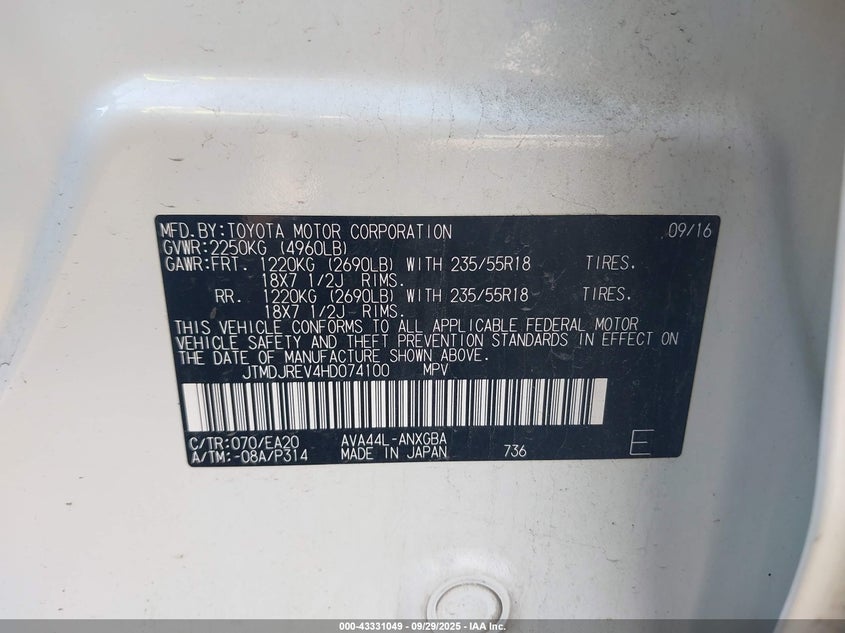 MFD.BY:TOYOTA MOTOR CORPORATION 09/16
GVWR:2250KG (4960LB)
GAWR:FRT. 1220KG (2690LB) WITH 235/55R18 TIRES.
18X7 1/2J RIMS.
RR. 1220KG (2690LB) WITH 235/55R18 TIRES.
18X7 1/2J RIMS.
THIS VEHICLE CONFORMS TO ALL APPLICABLE FEDERAL MOTOR
VEHICLE SAFETY AND THEFT PREVENTION STANDARDS IN EFFECT ON
THE DATE OF MANUFACTURE SHOWN ABOVE.
JTMDJREV4HD074100 MPV
C/TR:070/EA20 AVA44L-ANXGBA
A/TM:-08A/P314 MADE IN JAPAN 736 E
000-43331049 - 09/29/2025 - IAA, Inc.